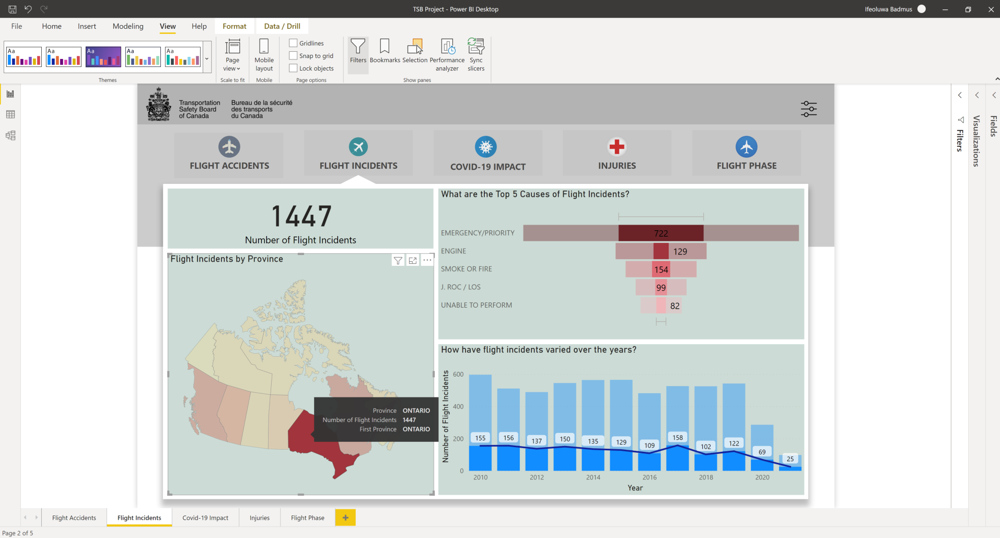 TSB Project - Power BI Desktop
Ifeoluwa Badmus
File Home Insert Modeling View Help Format Data / Drill
Aa Aa Aa Aa Aa
Themes
Page view
Scale to fit
Mobile layout
Mobile
Gridlines
Snap to grid
Lock objects
Page options
Filters
Bookmarks
Selection
Performance analyzer
Sync slicers
Show panes
Transportation Safety Board of Canada
Bureau de la sécurité des transports du Canada
Filters
Visualizations
Fields
FLIGHT ACCIDENTS
FLIGHT INCIDENTS
COVID-19 IMPACT
INJURIES
FLIGHT PHASE
1447
Number of Flight Incidents
Flight Incidents by Province
Province ONTARIO
Number of Flight Incidents 1447
First Province ONTARIO
What are the Top 5 Causes of Flight Incidents?
EMERGENCY/PRIORITY 722
ENGINE 129
SMOKE OR FIRE 154
J. ROC / LOS 99
UNABLE TO PERFORM 82
How have flight incidents varied over the years?
Number of Flight Incidents
600
400
200
0
155 156 137 150 135 129 109 158 102 122 69 25
2010 2012 2014 2016 2018 2020
Year
Flight Accidents
Flight Incidents
Covid-19 Impact
Injuries
Flight Phase
+
Page 2 of 5